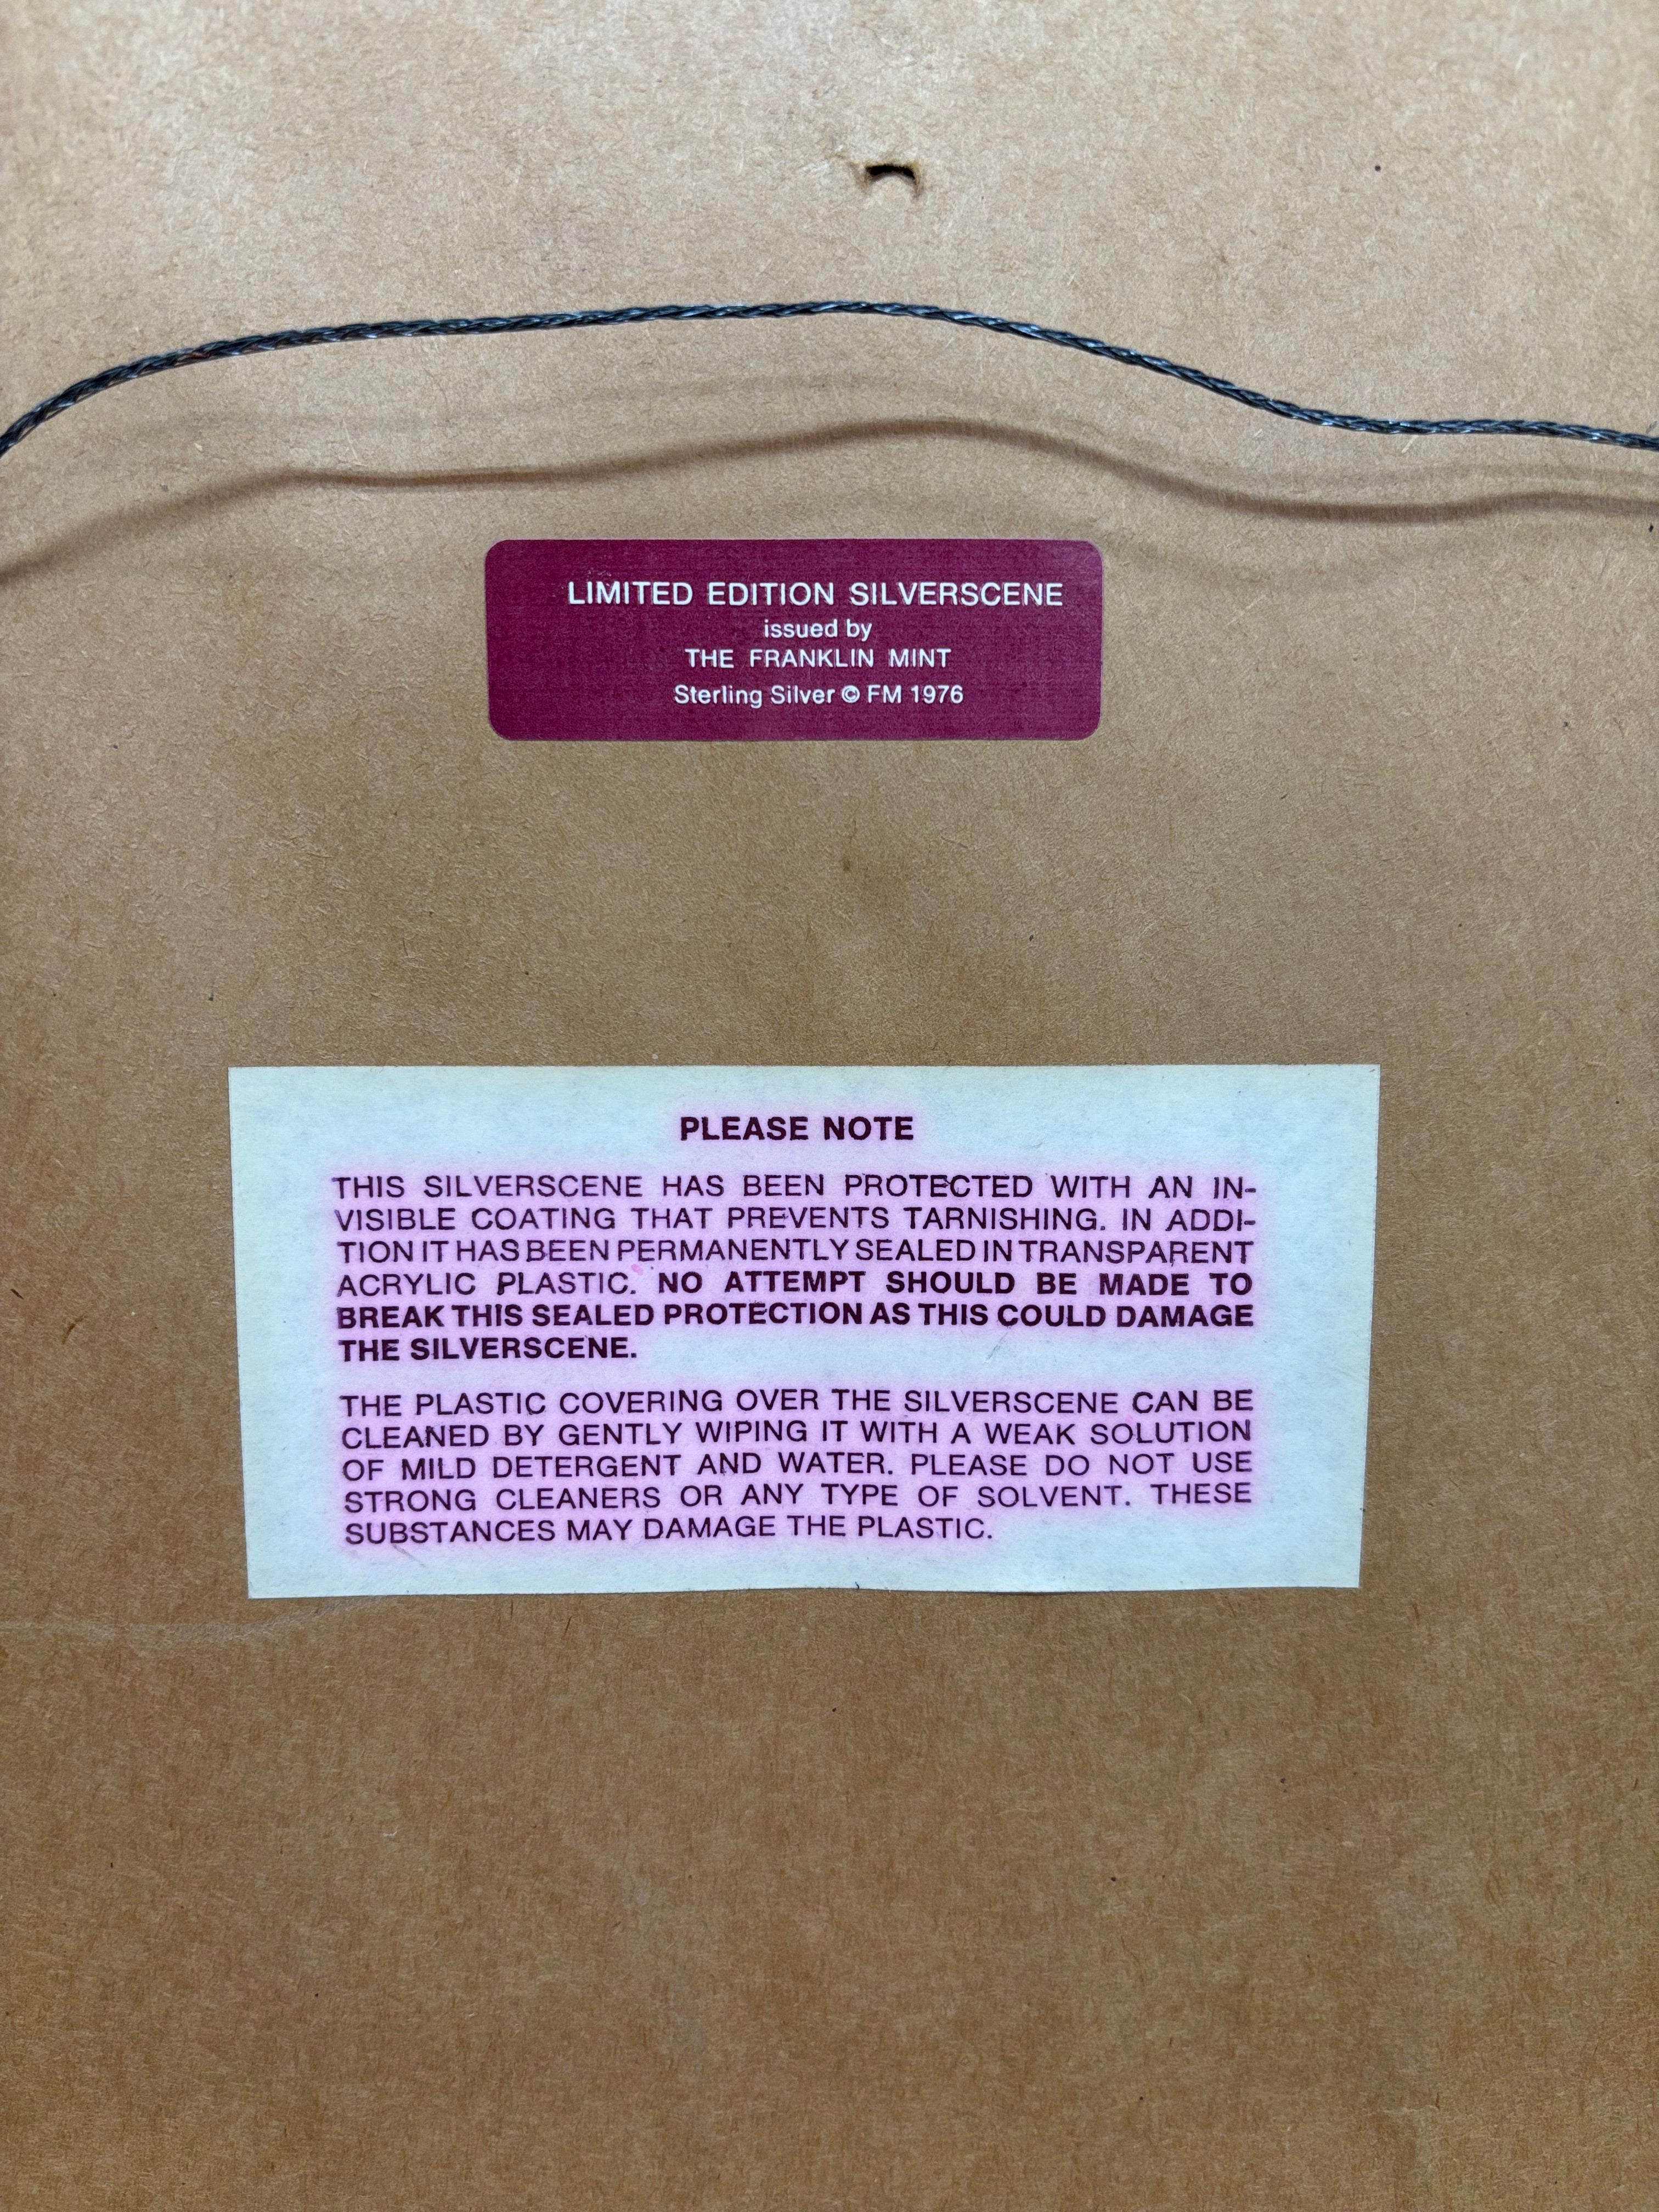 LIMITED EDITION SILVERSCENE
issued by
THE FRANKLIN MINT
Sterling Silver © FM 1976
PLEASE NOTE
THIS SILVERSCENE HAS BEEN PROTECTED WITH AN IN-
VISIBLE COATING THAT PREVENTS TARNISHING. IN ADDI-
TION IT HAS BEEN PERMANENTLY SEALED IN TRANSPARENT
ACRYLIC PLASTIC. NO ATTEMPT SHOULD BE MADE TO
BREAK THIS SEALED PROTECTION AS THIS COULD DAMAGE
THE SILVERSCENE.
THE PLASTIC COVERING OVER THE SILVERSCENE CAN BE
CLEANED BY GENTLY WIPING IT WITH A WEAK SOLUTION
OF MILD DETERGENT AND WATER. PLEASE DO NOT USE
STRONG CLEANERS OR ANY TYPE OF SOLVENT. THESE
SUBSTANCES MAY DAMAGE THE PLASTIC.